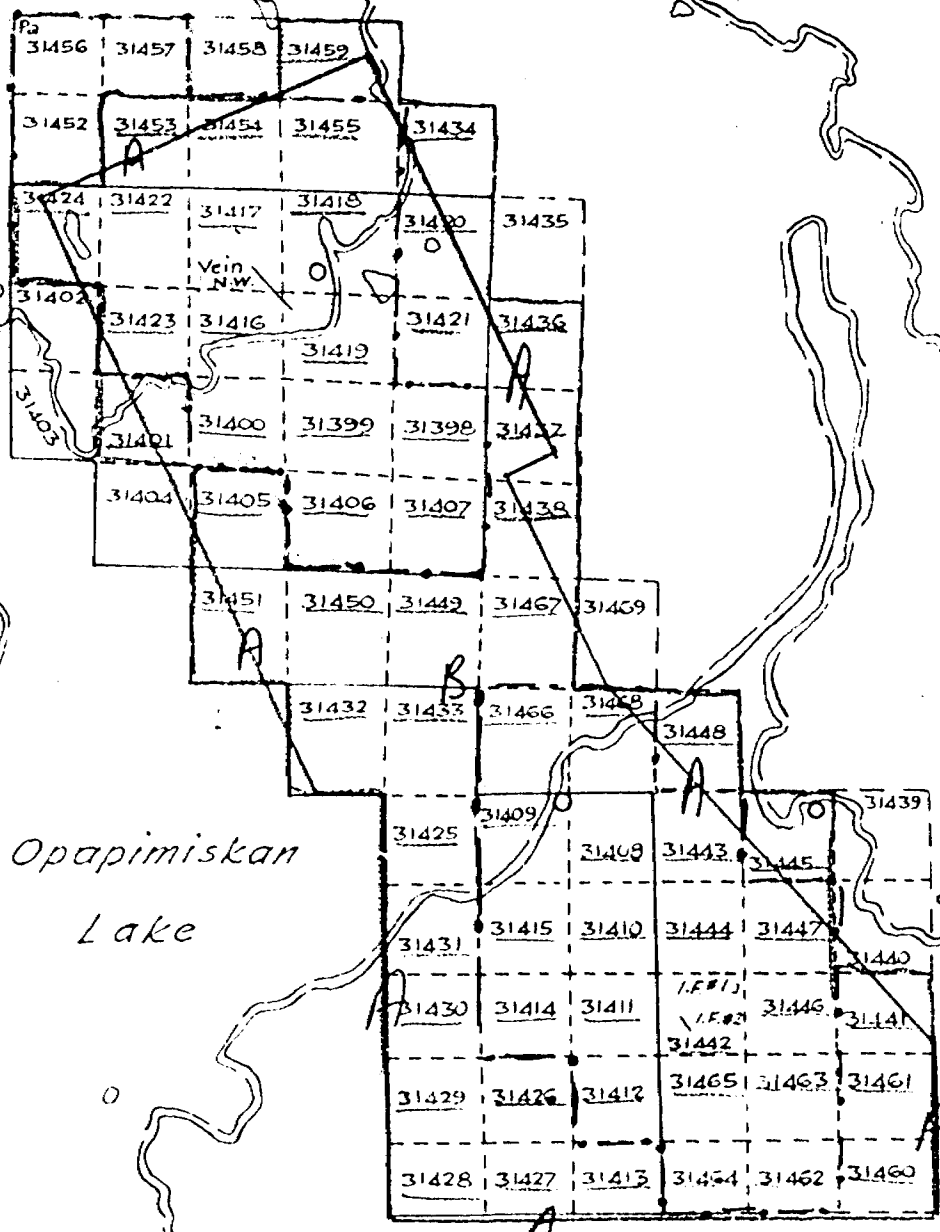 Pa
31456 31457 31458 31459
31452 31453 31454 31455 31434
A
31424 31422 31417 31418 31420 31435
Vein
N.W.
31402 31423 31416 31419 31421 31436
A
31403 31401 31400 31399 31398 31437
31404 31405 31406 31407 31438
31451 31450 31449 31467 31469
A
B
31432 31433 31466 31468 31448
A
31425 31409 31408 31443 31445 31439
Opapimiskan
Lake
31431 31415 31410 31444 31447 31440
A
31430 31414 31411 31442 31446 31441
I.F.#1
I.F.#2
31429 31426 31412 31465 31463 31461
A
31428 31427 31413 31464 31462 31460
A